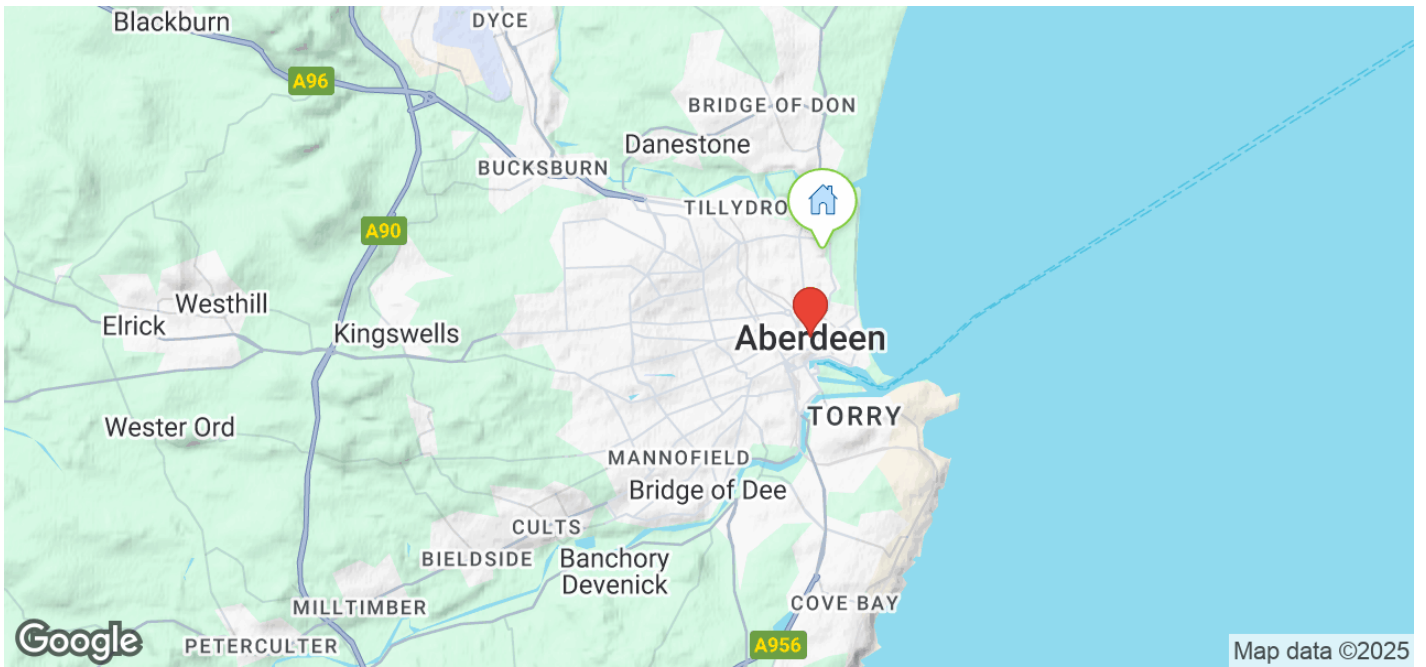 Blackburn
DYCE
A96
BRIDGE OF DON
Danestone
BUCKSBURN
TILLYDRO
A90
Westhill
Elrick
Kingswells
Aberdeen
Wester Ord
TORRY
MANNOFIELD
Bridge of Dee
CULTS
BIELDSIDE
Banchory
Devenick
MILLTIMBER
COVE BAY
PETERCULTER
A956
Google
Map data ©2025